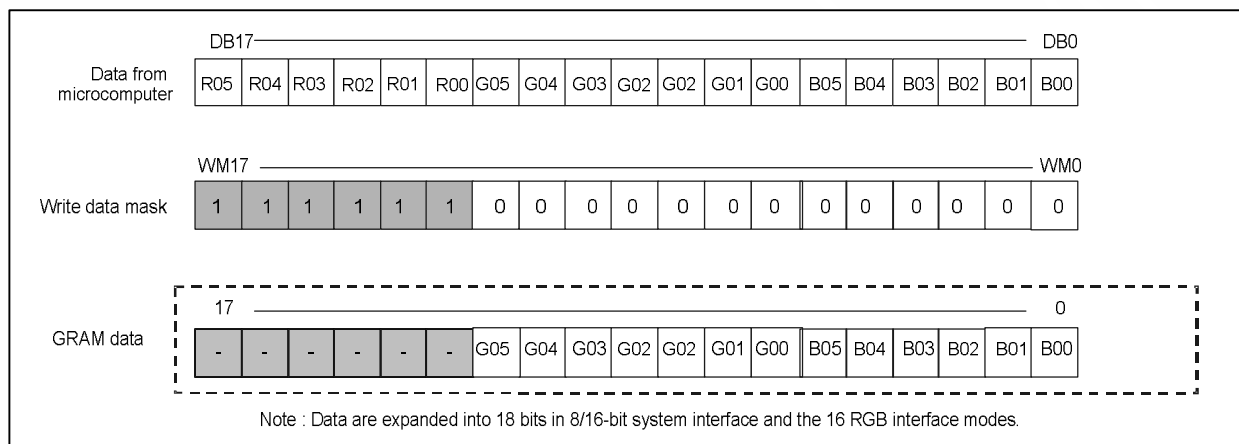 DB17 DB0
Data from
microcomputer
R05 R04 R03 R02 R01 R00 G05 G04 G03 G02 G02 G01 G00 B05 B04 B03 B02 B01 B00
WM17 WM0
Write data mask 1 1 1 1 1 1 0 0 0 0 0 0 0 0 0 0 0 0 0
17 0
GRAM data - - - - - - G05 G04 G03 G02 G02 G01 G00 B05 B04 B03 B02 B01 B00
Note : Data are expanded into 18 bits in 8/16-bit system interface and the 16 RGB interface modes.